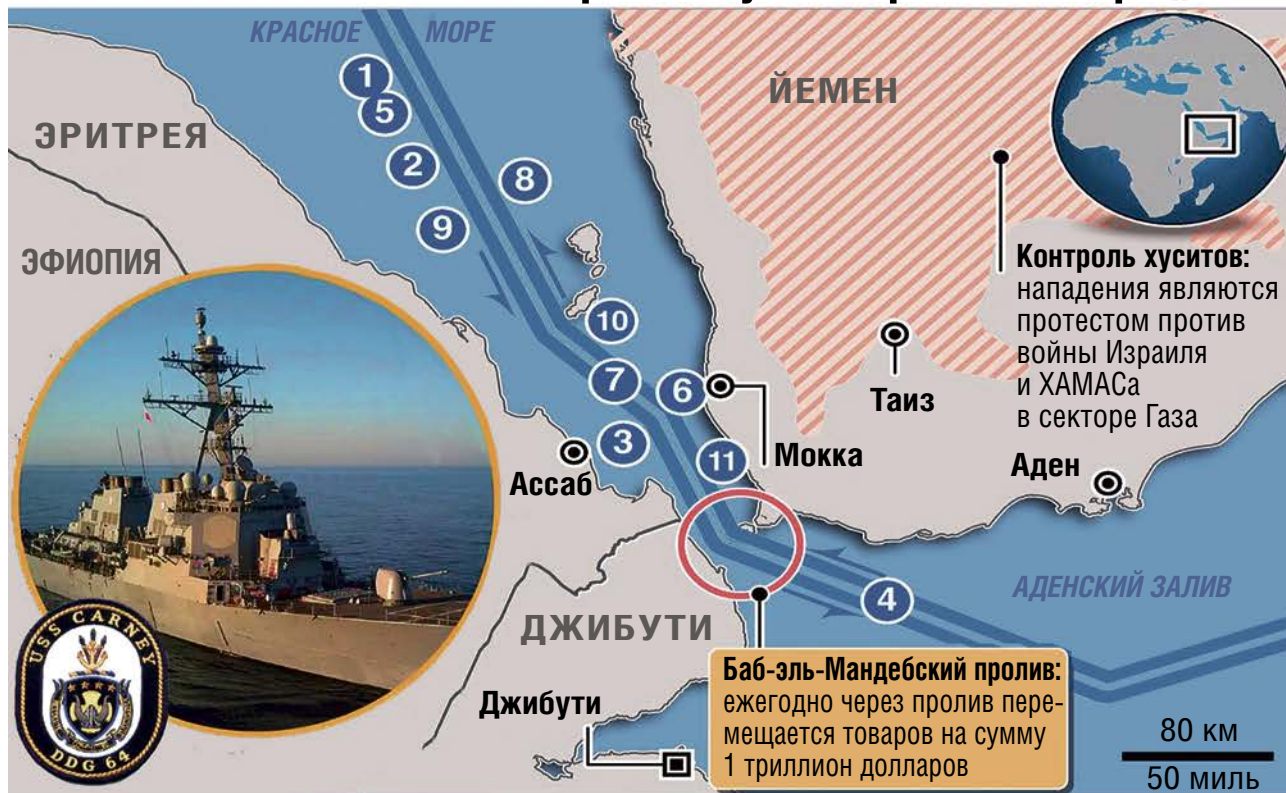 КРАСНОЕ МОРЕ
1
5
2
8
9
10
7
6
3
11
4
ЭРИТРЕЯ
ЭФИОПИЯ
ЙЕМЕН
Контроль хуситов:
нападения являются
протестом против
войны Израиля
и ХАМАСа
в секторе Газа
Таиз
Мокка
Аден
Ассаб
АДЕНСКИЙ ЗАЛИВ
ДЖИБУТИ
Джибути
Баб-эль-Мандебский пролив:
ежегодно через пролив пере-
мещается товаров на сумму
1 триллион долларов
80 км
50 миль
USS CARNEY
DDG 64